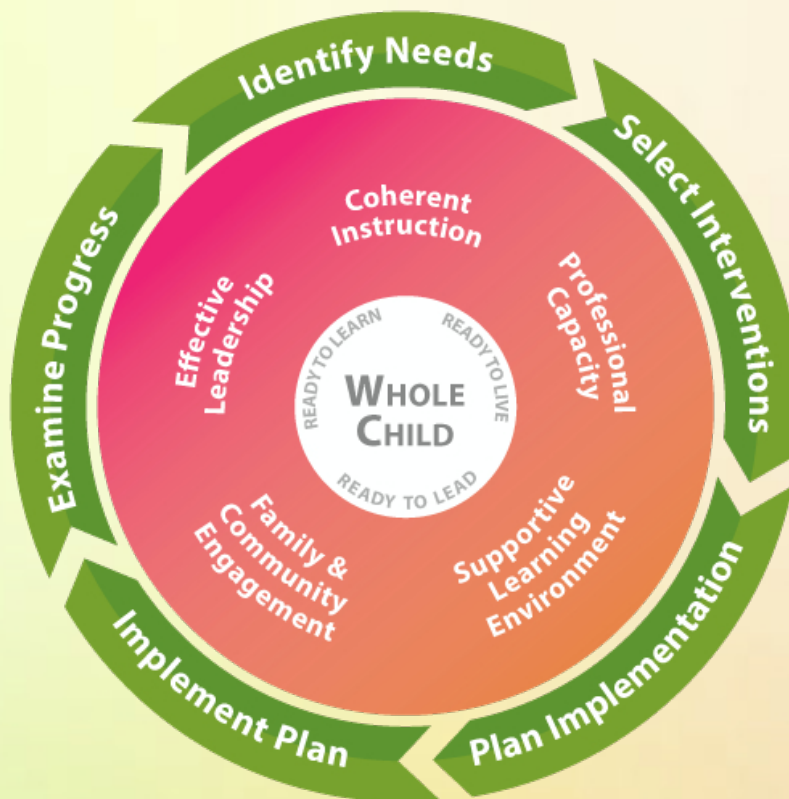 Identify Needs
Select Interventions
Plan Implementation
Implement Plan
Examine Progress
Coherent
Instruction
Professional
Capacity
Supportive
Learning
Environment
Family &
Community
Engagement
Effective
Leadership
READY TO LEARN
READY TO LIVE
READY TO LEAD
WHOLE
CHILD